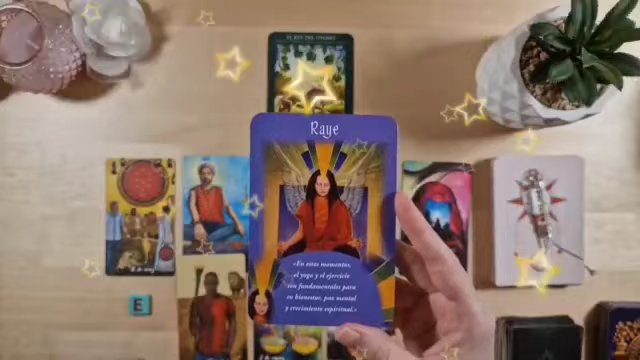 EL REY DEL CUADRO
Raye
«En estos momentos,
el yoga y el ejercicio
son fundamentales para
tu bienestar, paz mental
y crecimiento espiritual.»
E